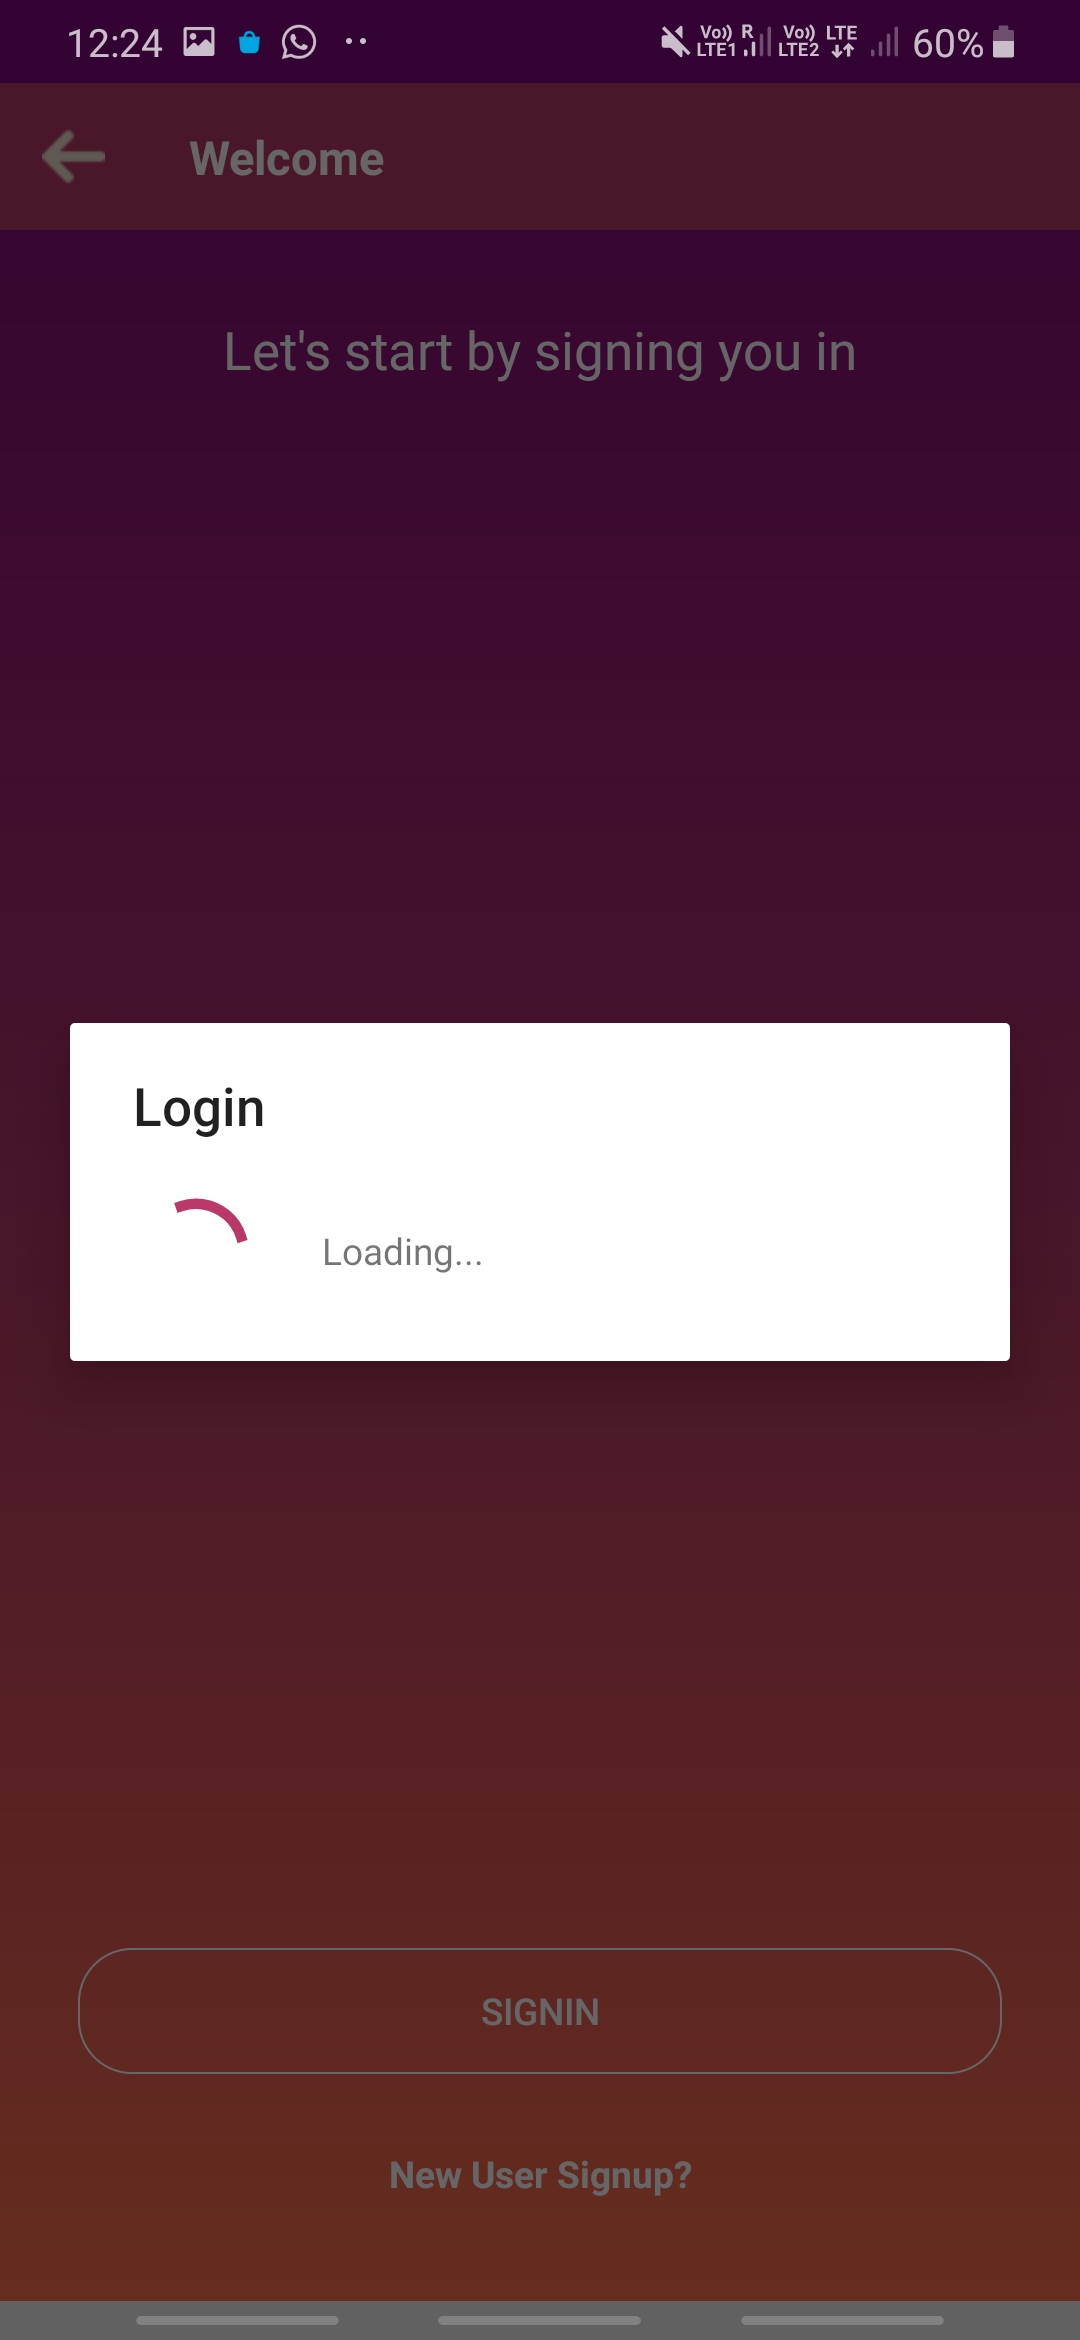 12:24 Vo)) LTE1 R Vo)) LTE2 LTE 60%
Welcome
Let's start by signing you in
Login
Loading...
SIGNIN
New User Signup?